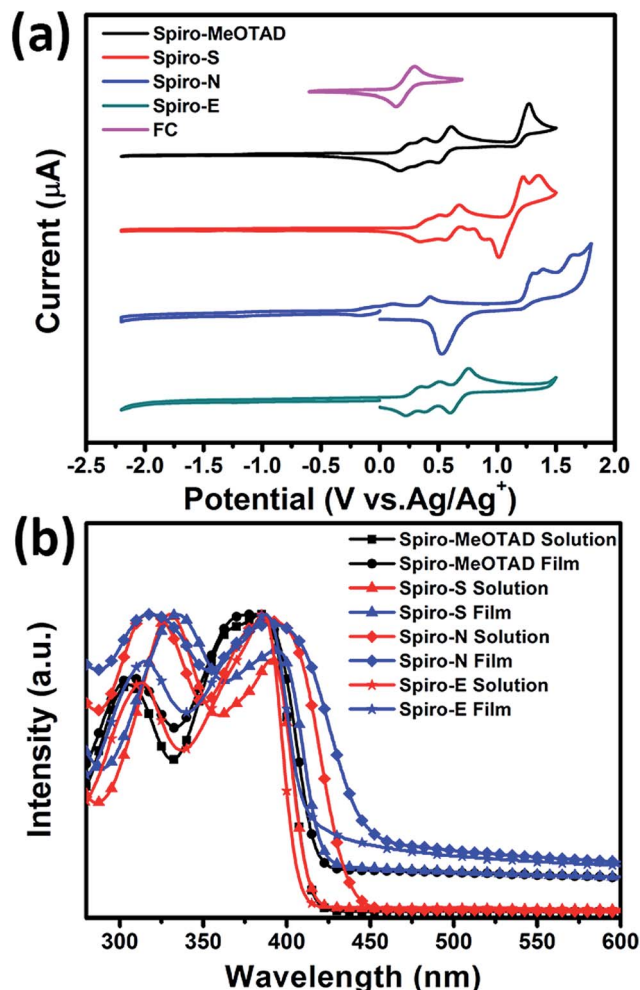 (a)
Spiro-MeOTAD
Spiro-S
Spiro-N
Spiro-E
FC
Current (μA)
-2.5 -2.0 -1.5 -1.0 -0.5 0.0 0.5 1.0 1.5 2.0
Potential (V vs.Ag/Ag⁺)
(b)
Spiro-MeOTAD Solution
Spiro-MeOTAD Film
Spiro-S Solution
Spiro-S Film
Spiro-N Solution
Spiro-N Film
Spiro-E Solution
Spiro-E Film
Intensity (a.u.)
300 350 400 450 500 550 600
Wavelength (nm)